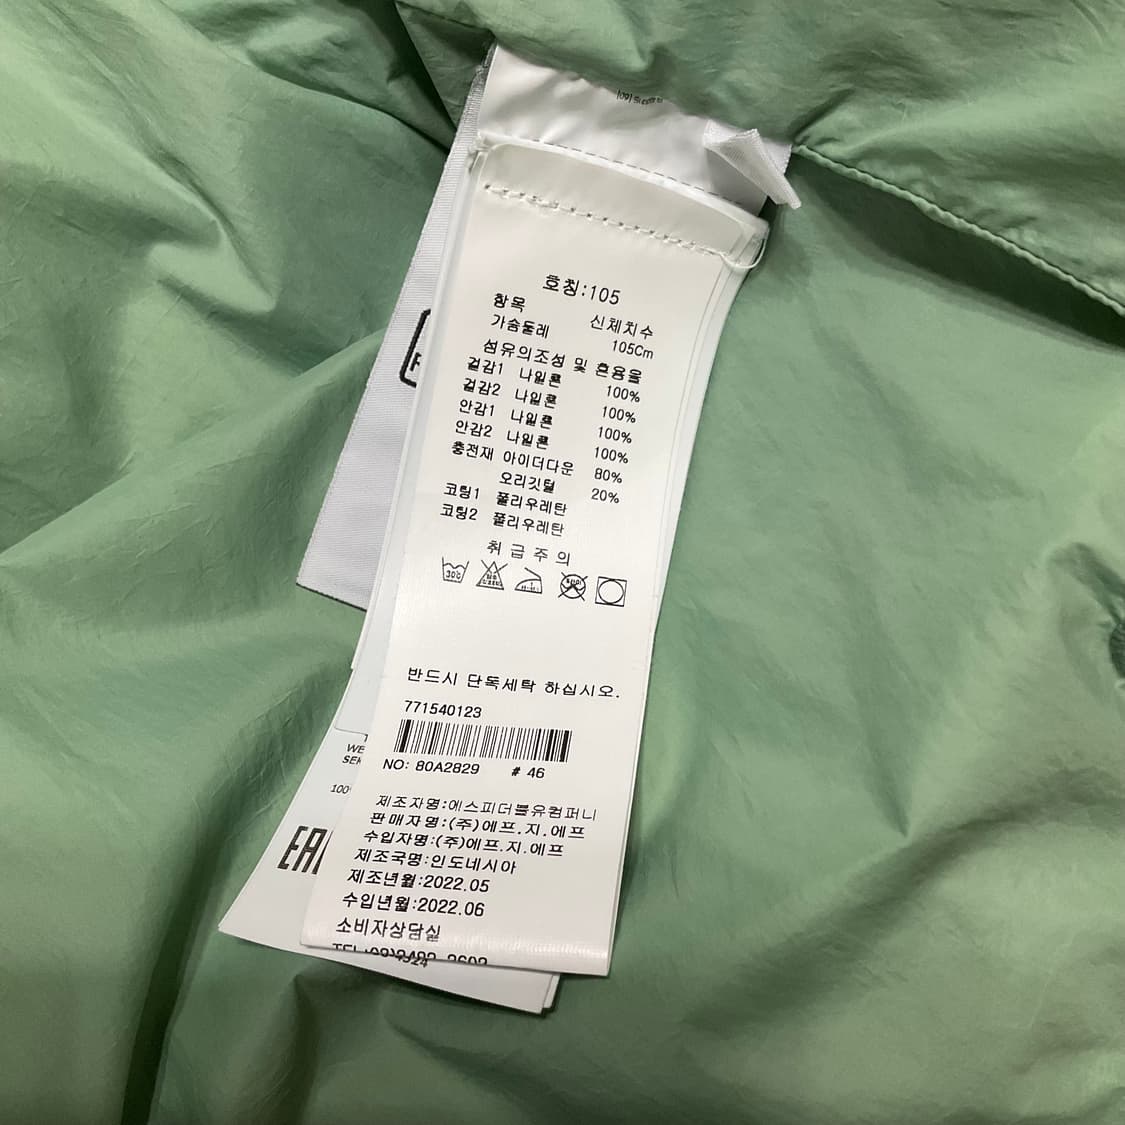 호칭:105
항목 신체치수
가슴둘레 105Cm
섬유의조성 및 혼용율
겉감1 나일론 100%
겉감2 나일론 100%
안감1 나일론 100%
안감2 나일론 100%
충전재 아이더다운 80%
오리깃털 20%
코팅1 폴리우레탄
코팅2 폴리우레탄
취급주의
30℃
반드시 단독세탁 하십시오.
771540123
NO: 80A2829 # 46
제조자명:에스피더블유컴퍼니
판매자명:(주)에프.지.에프
수입자명:(주)에프.지.에프
제조국명:인도네시아
제조년월:2022.05
수입년월:2022.06
소비자상담실
WE
SER
100
EAC